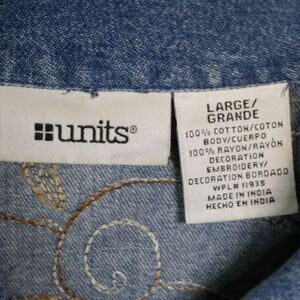 units®
LARGE/
GRANDE
100% COTTON/COTON
BODY/CUERPO
100% RAYON/RAYÒN
DECORATION
EMBROIDERY/
DECORATION BORDADO
WPL# 11935
MADE IN INDIA
HECHO EN INDIA